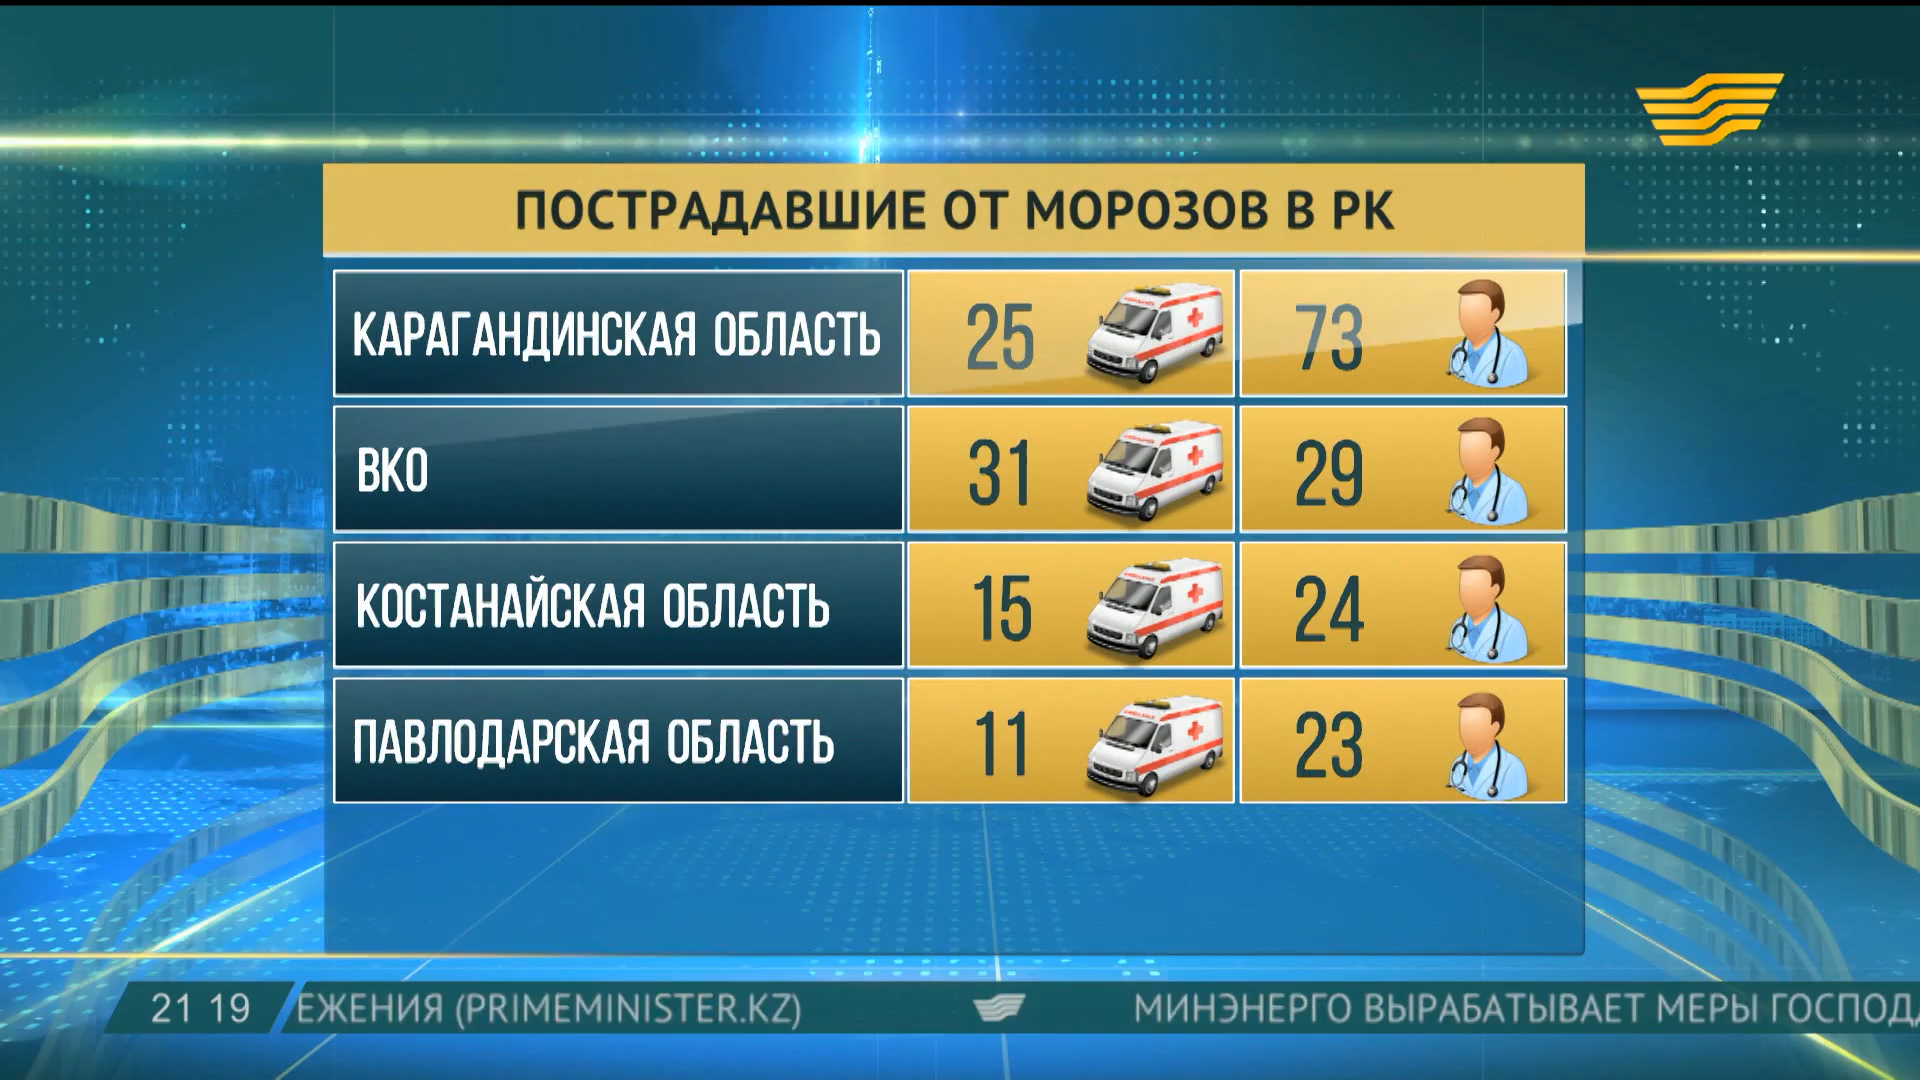 ПОСТРАДАВШИЕ ОТ МОРОЗОВ В РК
КАРАГАНДИНСКАЯ ОБЛАСТЬ 25 73
ВКО 31 29
КОСТАНАЙСКАЯ ОБЛАСТЬ 15 24
ПАВЛОДАРСКАЯ ОБЛАСТЬ 11 23
21 19 ЕЖЕНИЯ (PRIMEMINISTER.KZ) МИНЭНЕРГО ВЫРАБАТЫВАЕТ МЕРЫ ГОСПОД